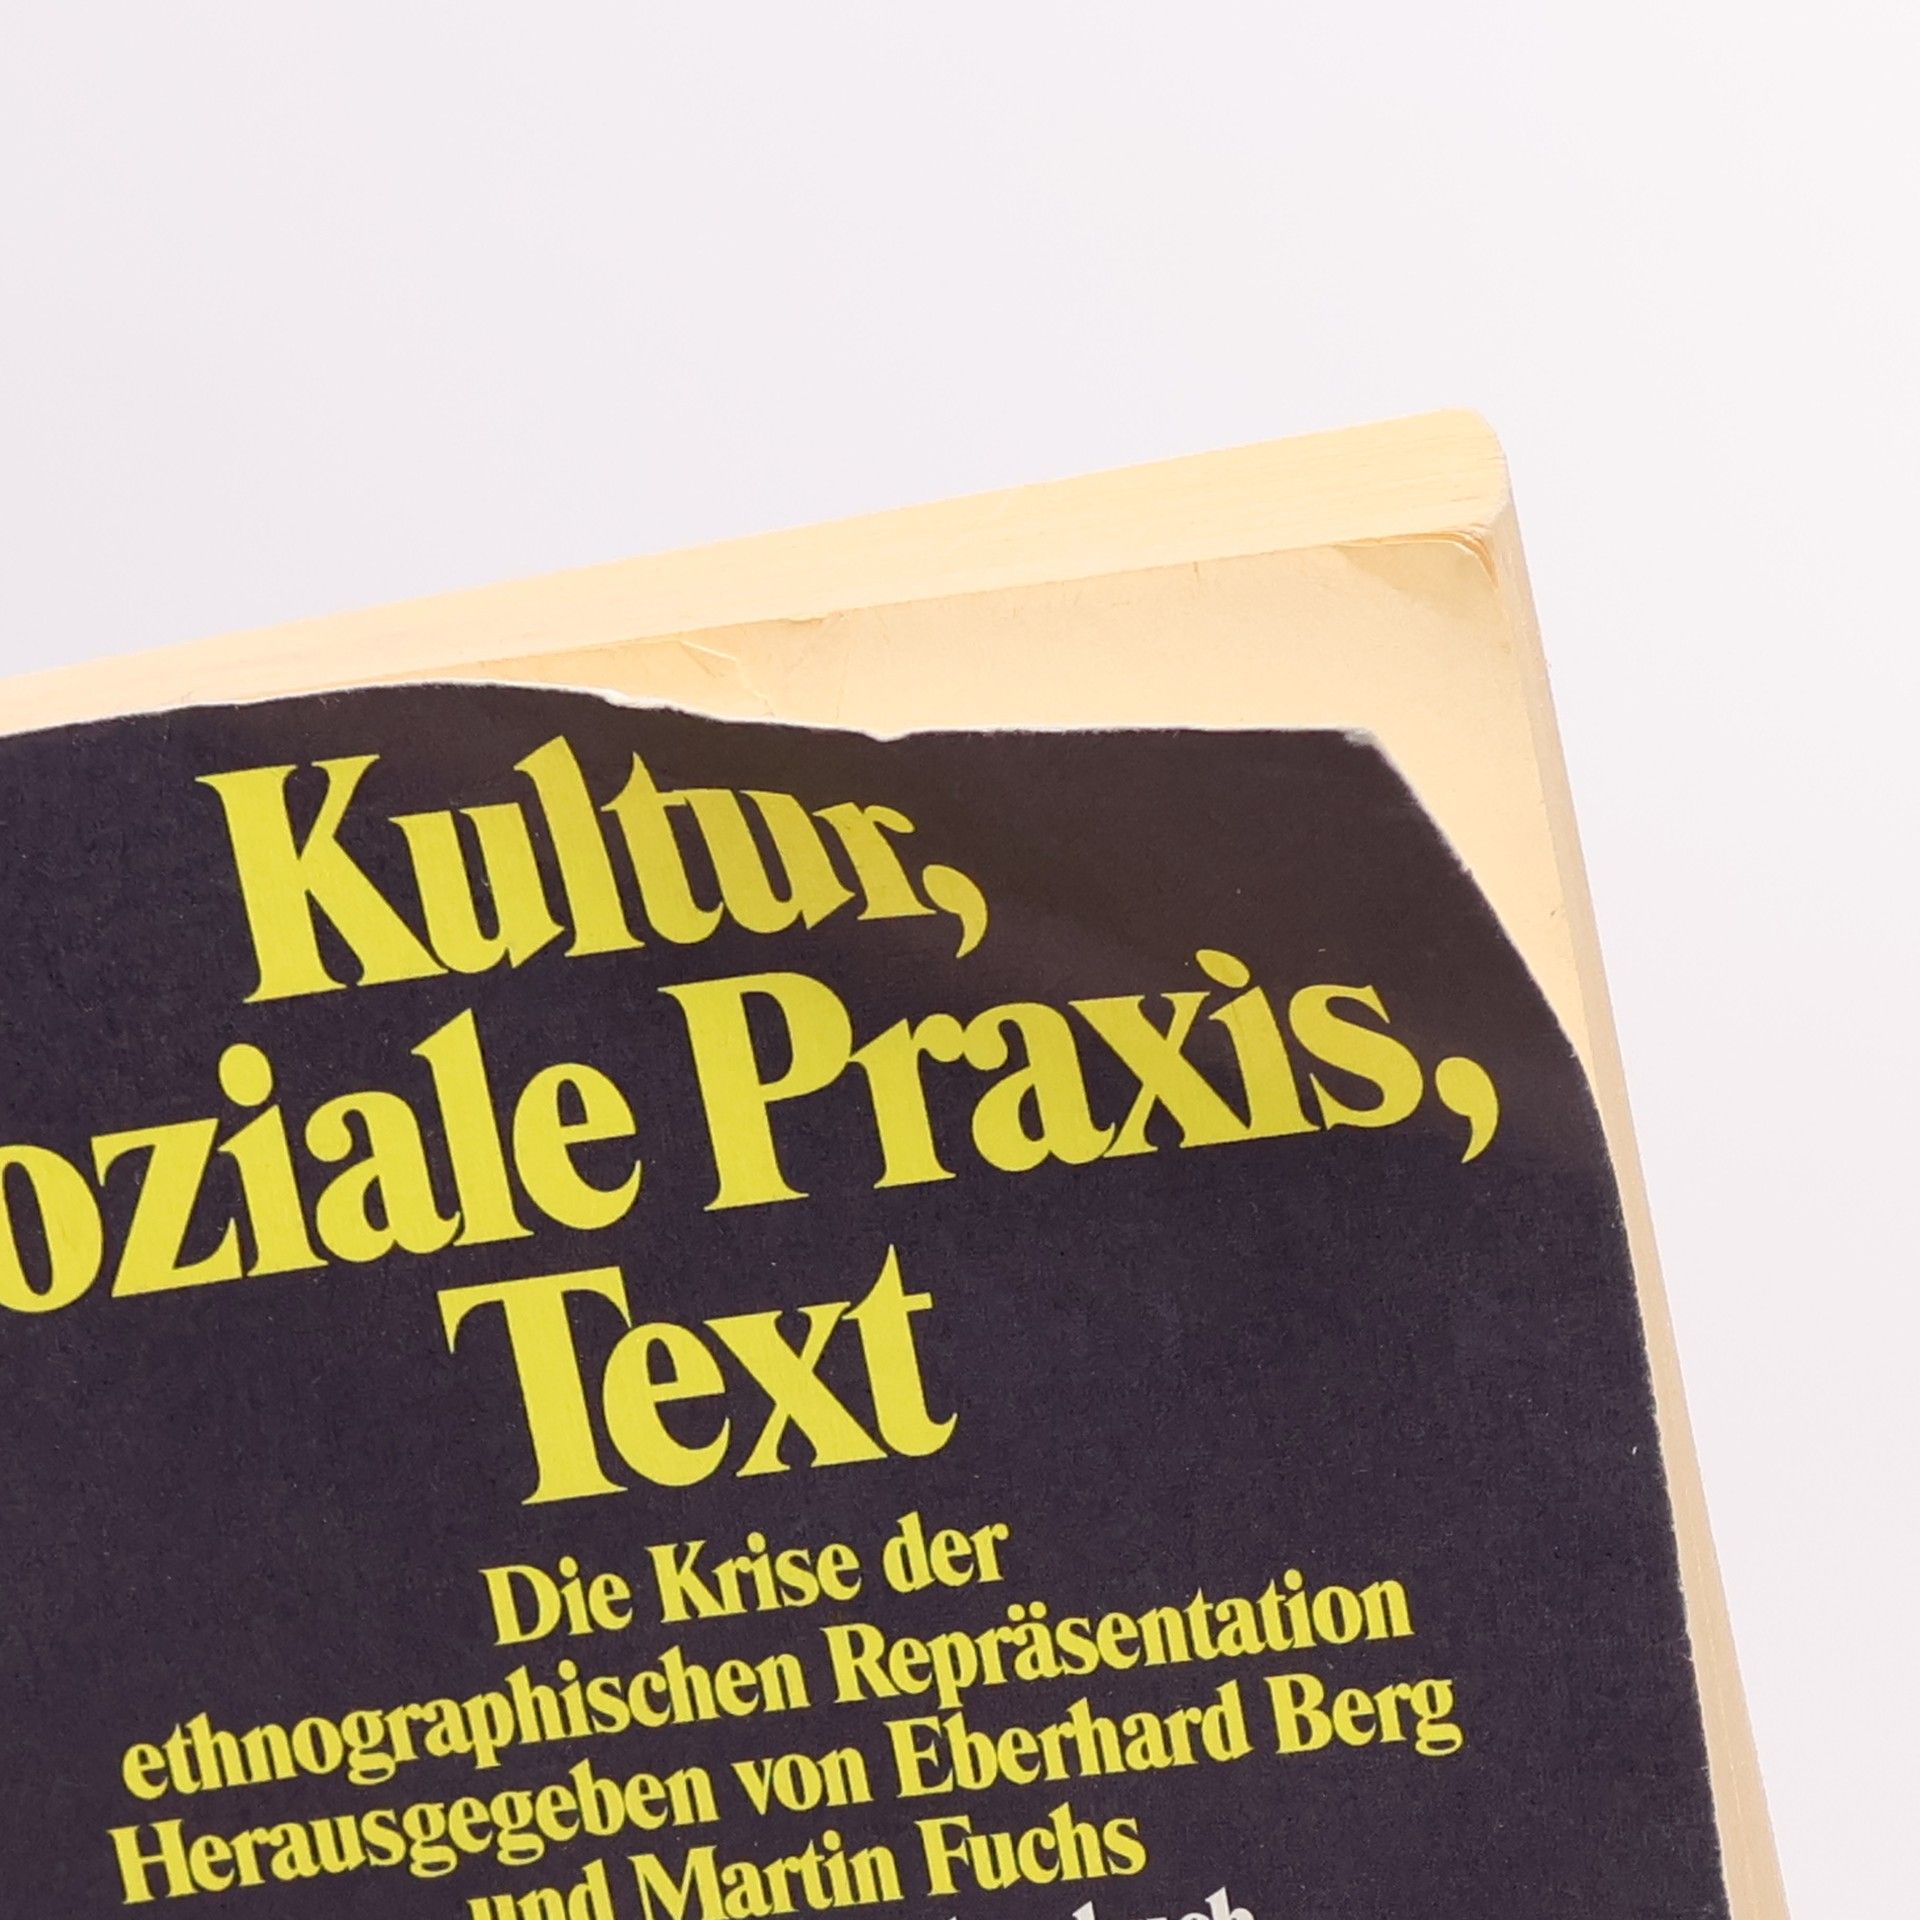 Kultur,
oziale Praxis,
Text
Die Krise der
ethnographischen Repräsentation
Herausgegeben von Eberhard Berg
und Martin Fuchs